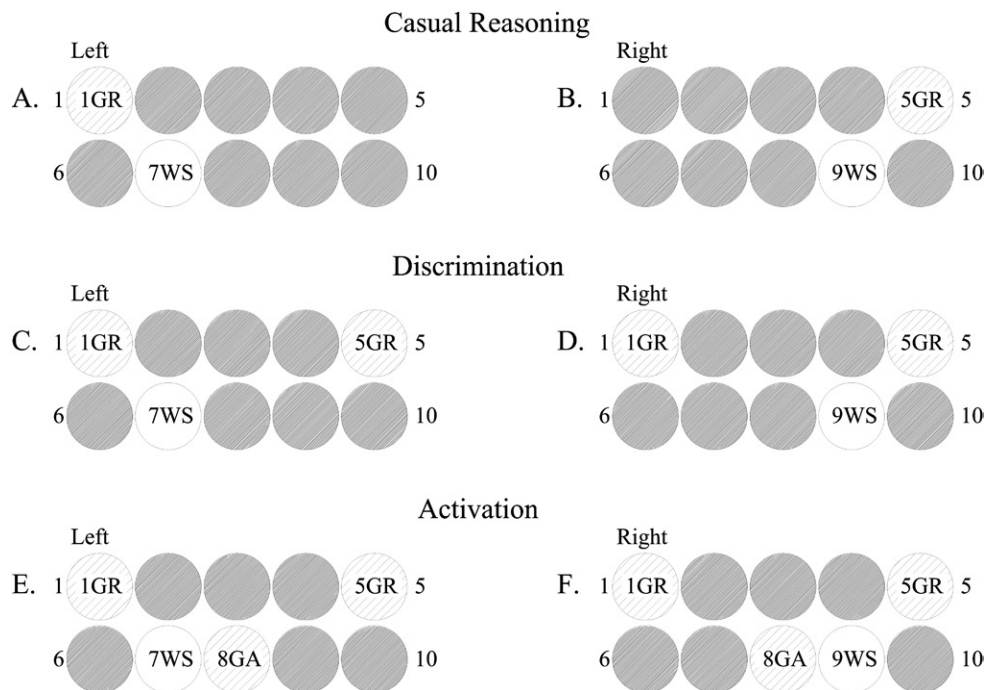 Casual Reasoning
Left Right
A. 1 1GR 5 B. 1 5GR 5
6 7WS 10 6 9WS 10
Discrimination
Left Right
C. 1 1GR 5GR 5 D. 1 1GR 5GR 5
6 7WS 10 6 9WS 10
Activation
Left Right
E. 1 1GR 5GR 5 F. 1 1GR 5GR 5
6 7WS 8GA 10 6 8GA 9WS 10